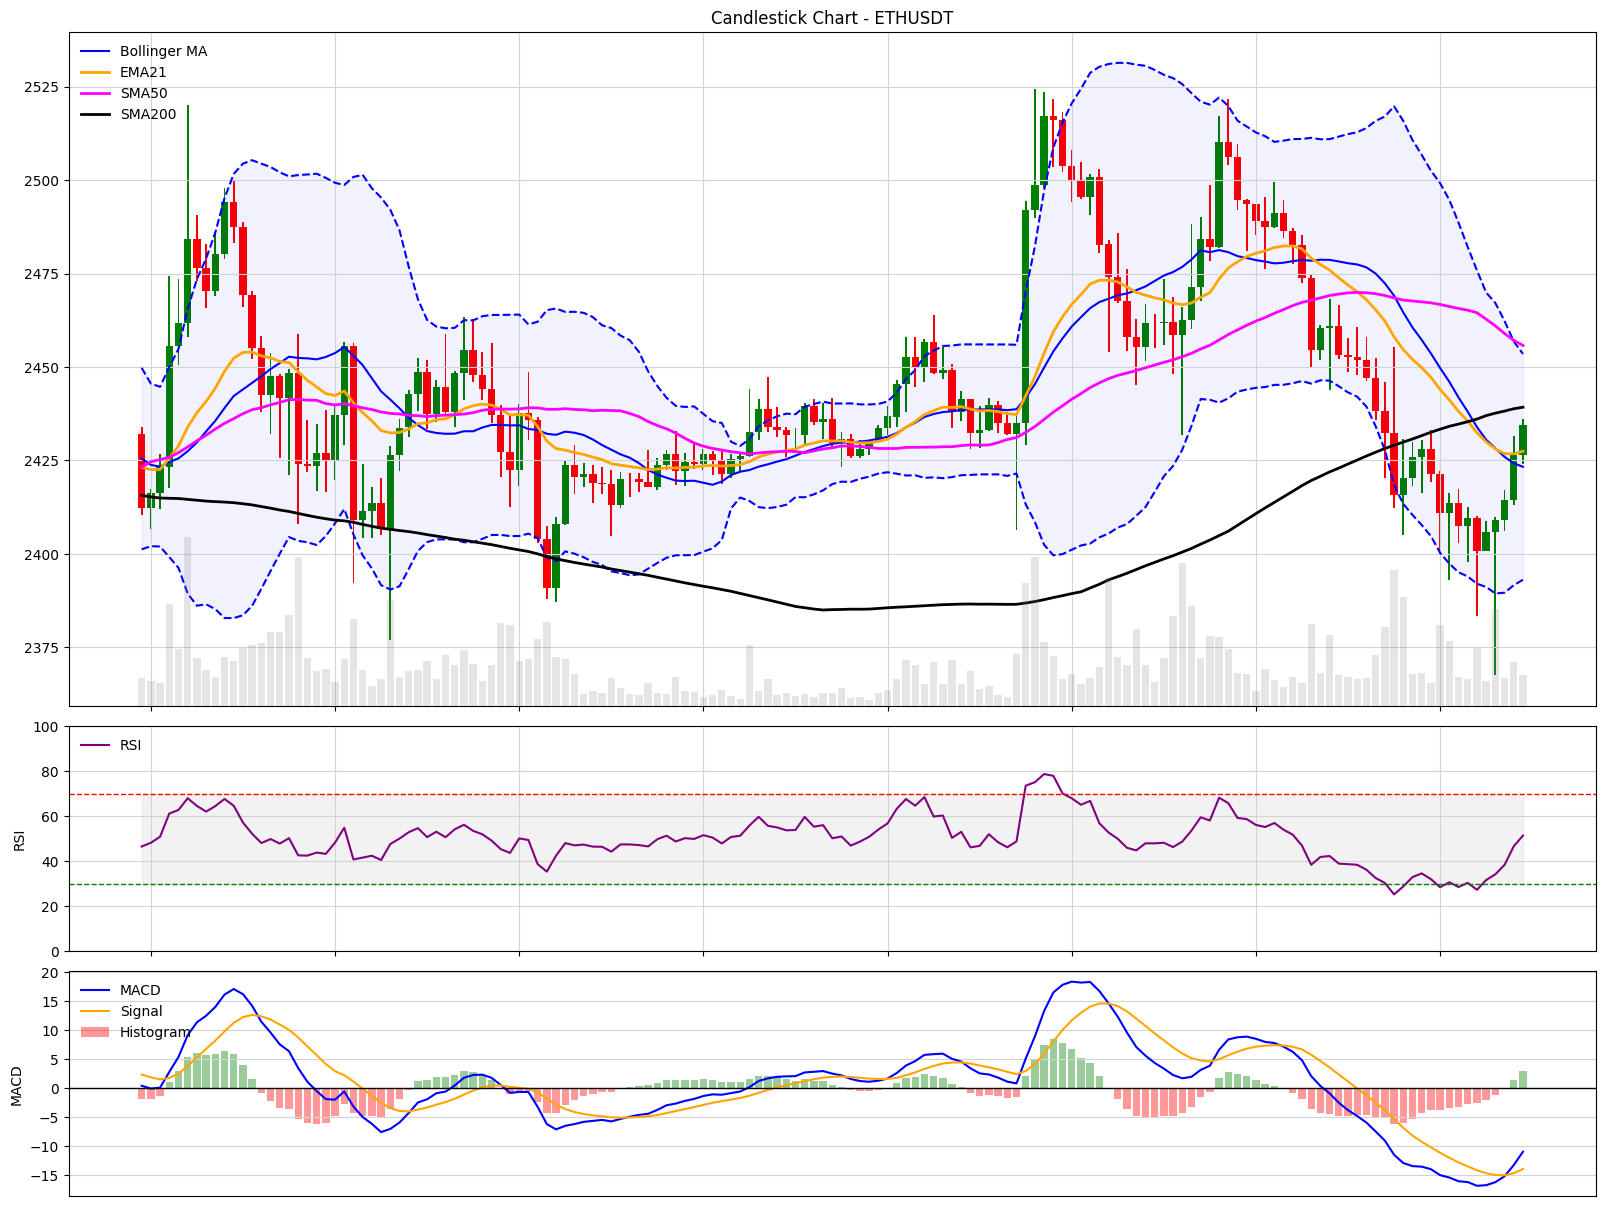 Candlestick Chart - ETHUSDT
Bollinger MA
EMA21
SMA50
SMA200
2525
2500
2475
2450
2425
2400
2375
RSI
100
80
60
40
20
0
RSI
MACD
Signal
Histogram
20
15
10
5
0
−5
−10
−15
MACD